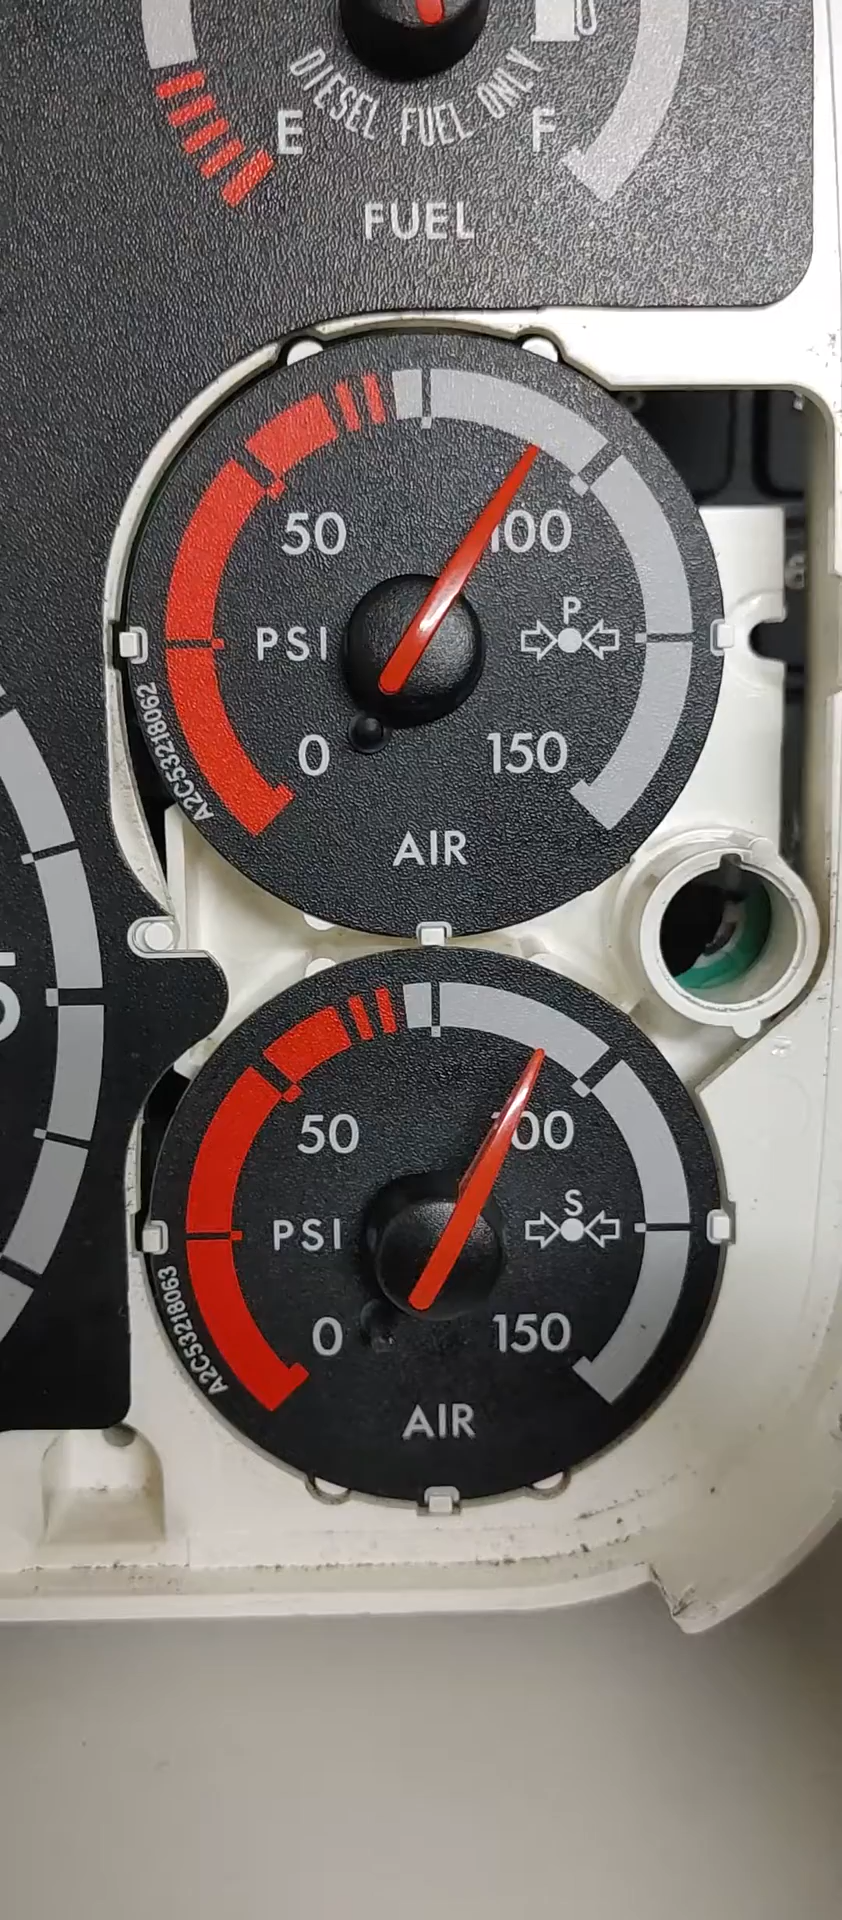 DIESEL FUEL ONLY
E F
FUEL
50 100
P
PSI
0 150
AIR
A2C53218062
50 100
S
PSI
0 150
AIR
A2C53218063